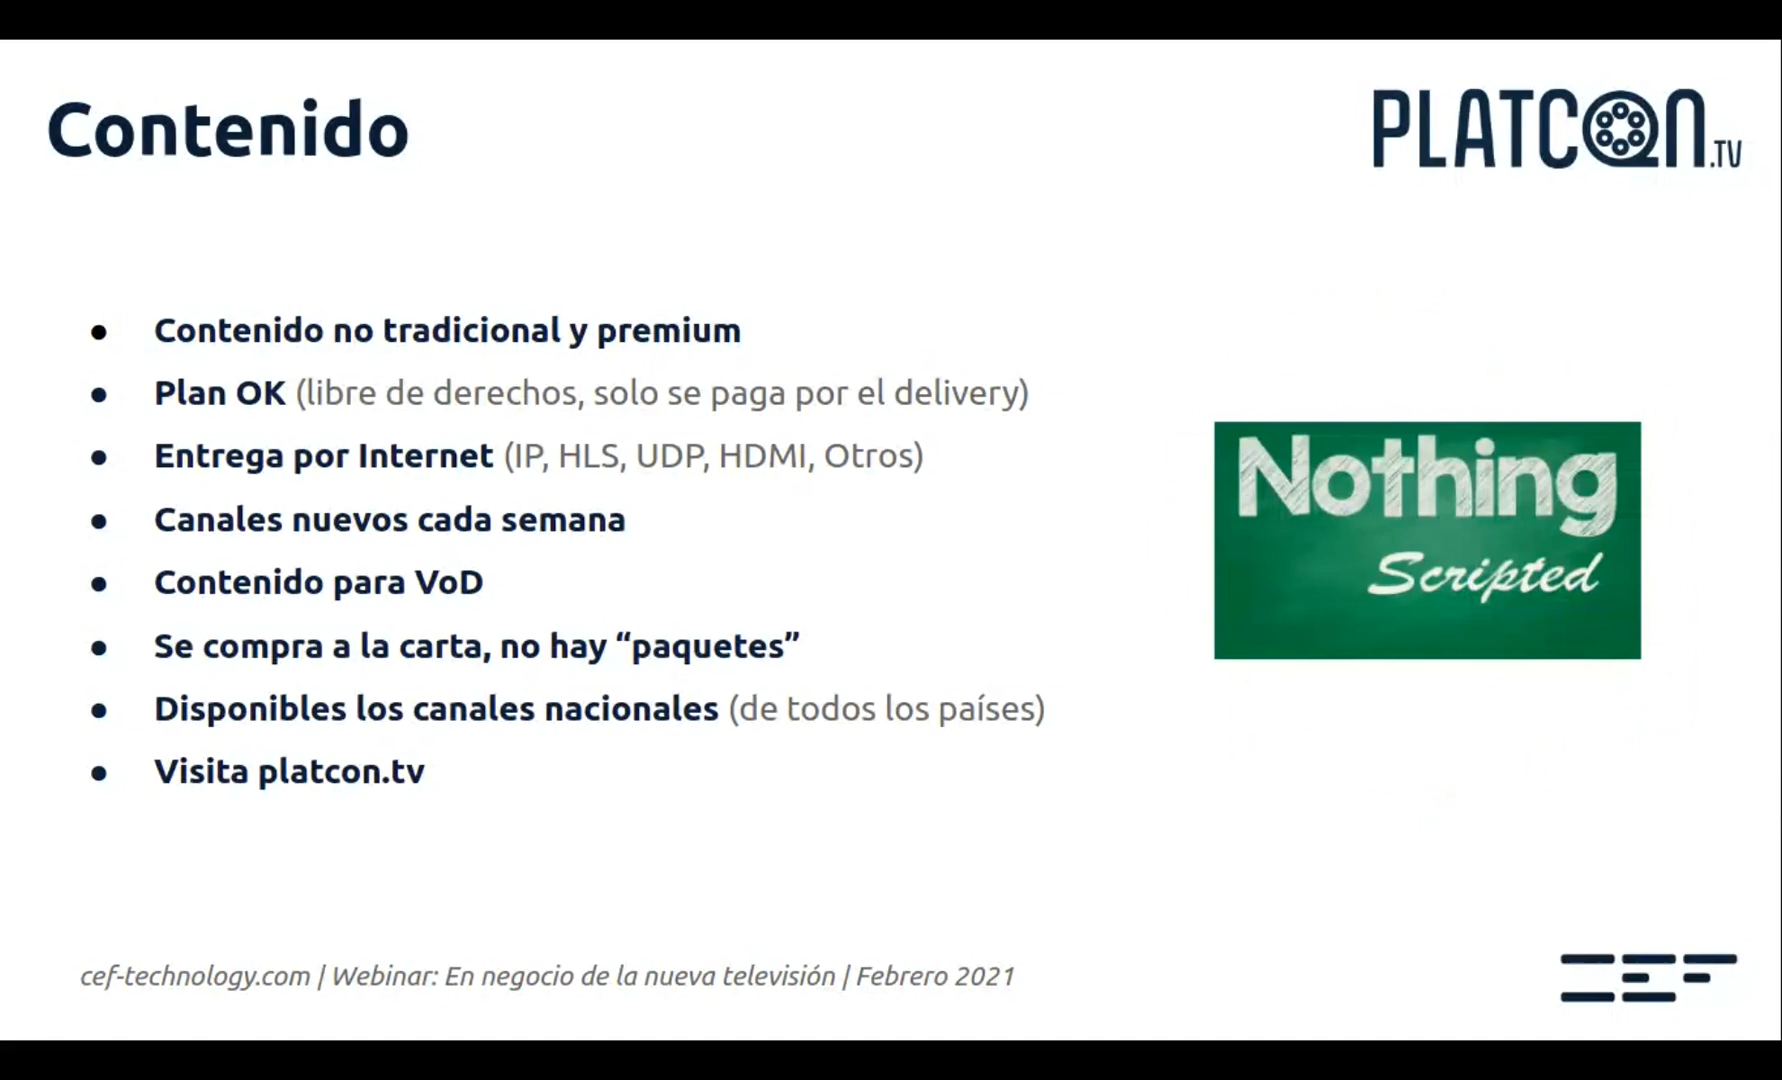 Contenido
PLATCON.TV
● Contenido no tradicional y premium
● Plan OK (libre de derechos, solo se paga por el delivery)
● Entrega por Internet (IP, HLS, UDP, HDMI, Otros)
● Canales nuevos cada semana
● Contenido para VoD
● Se compra a la carta, no hay “paquetes”
● Disponibles los canales nacionales (de todos los países)
● Visita platcon.tv
Nothing
Scripted
cef-technology.com | Webinar: En negocio de la nueva televisión | Febrero 2021
CEF